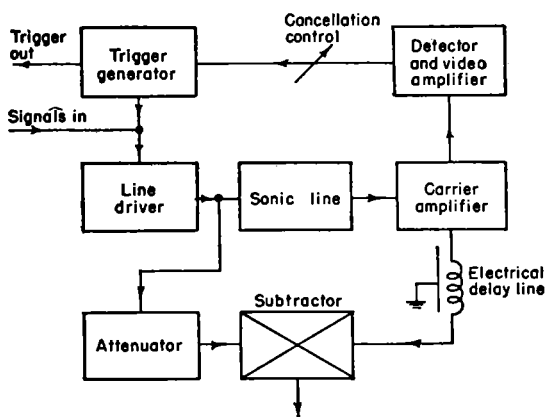 Cancellation
control
Trigger
out
Trigger
generator
Detector
and video
amplifier
Signals in
Line
driver
Sonic line
Carrier
amplifier
Electrical
delay line
Subtractor
Attenuator